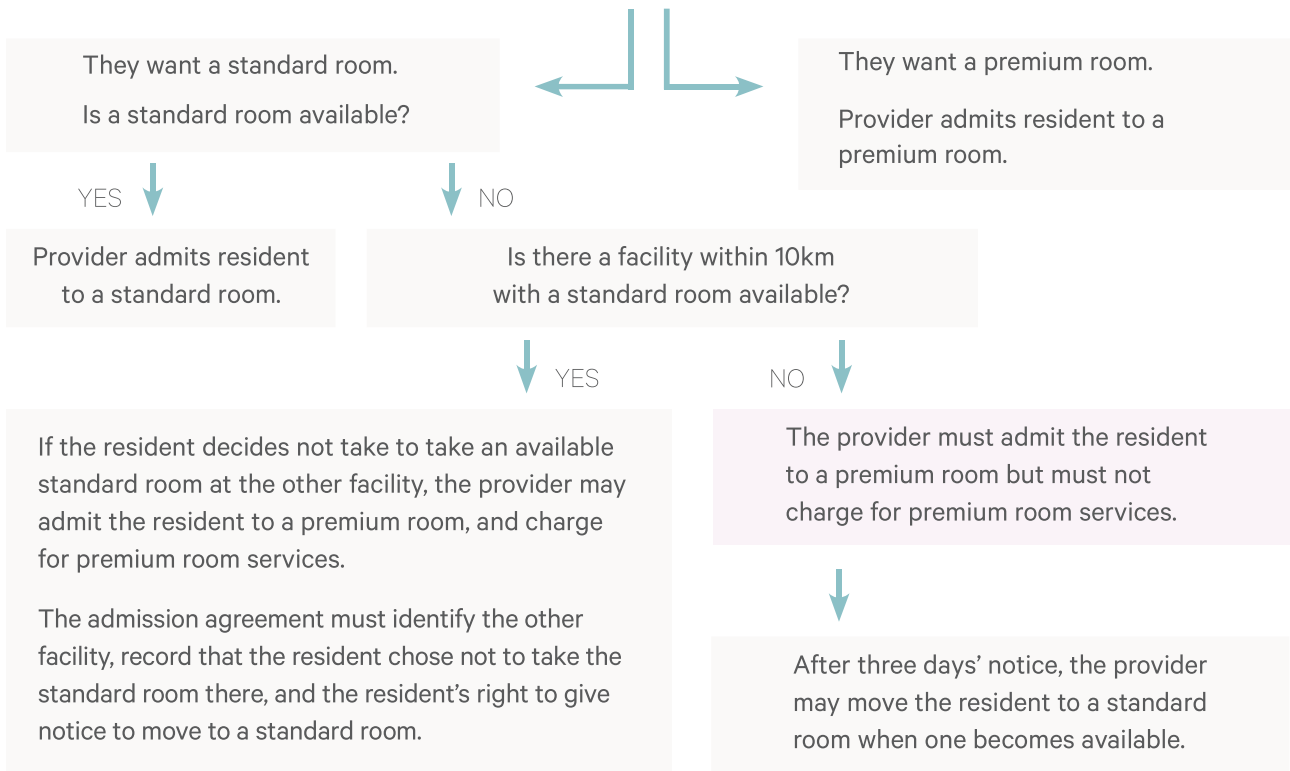 They want a standard room.
Is a standard room available?
They want a premium room.
Provider admits resident to a
premium room.
YES
NO
Provider admits resident
to a standard room.
Is there a facility within 10km
with a standard room available?
YES
NO
If the resident decides not take to take an available
standard room at the other facility, the provider may
admit the resident to a premium room, and charge
for premium room services.
The admission agreement must identify the other
facility, record that the resident chose not to take the
standard room there, and the resident’s right to give
notice to move to a standard room.
The provider must admit the resident
to a premium room but must not
charge for premium room services.
After three days’ notice, the provider
may move the resident to a standard
room when one becomes available.